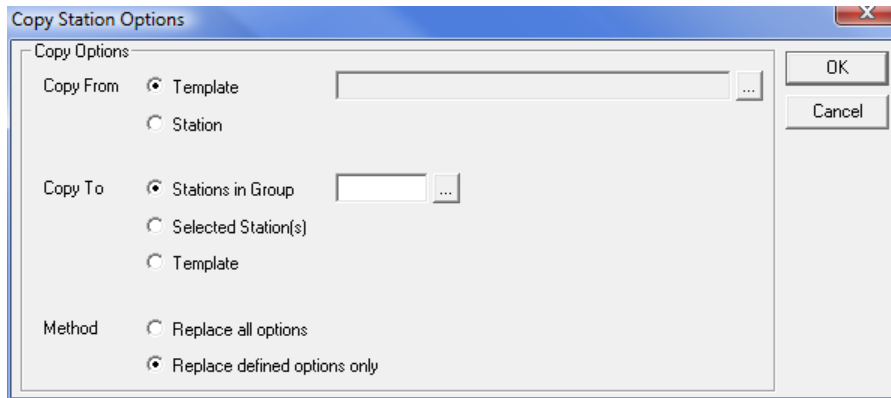 Copy Station Options
Copy Options
Copy From Template ...
Station
Copy To Stations in Group ...
Selected Station(s)
Template
Method Replace all options
Replace defined options only
OK
Cancel